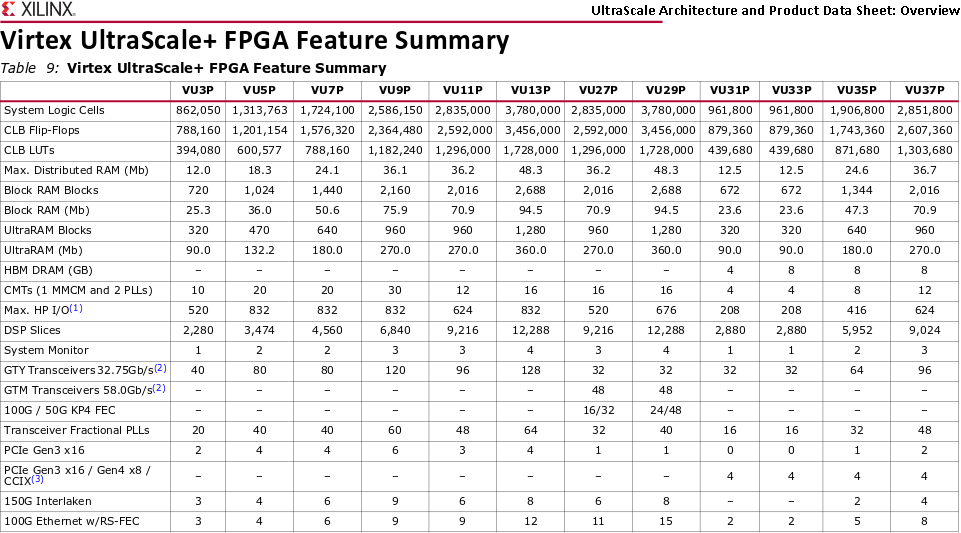 XILINX
UltraScale Architecture and Product Data Sheet: Overview
Virtex UltraScale+ FPGA Feature Summary
Table 9: Virtex UltraScale+ FPGA Feature Summary
VU3P VU5P VU7P VU9P VU11P VU13P VU27P VU29P VU31P VU33P VU35P VU37P
System Logic Cells 862,050 1,313,763 1,724,100 2,586,150 2,835,000 3,780,000 2,835,000 3,780,000 961,800 961,800 1,906,800 2,851,800
CLB Flip-Flops 788,160 1,201,154 1,576,320 2,364,480 2,592,000 3,456,000 2,592,000 3,456,000 879,360 879,360 1,743,360 2,607,360
CLB LUTs 394,080 600,577 788,160 1,182,240 1,296,000 1,728,000 1,296,000 1,728,000 439,680 439,680 871,680 1,303,680
Max. Distributed RAM (Mb) 12.0 18.3 24.1 36.1 36.2 48.3 36.2 48.3 12.5 12.5 24.6 36.7
Block RAM Blocks 720 1,024 1,440 2,160 2,016 2,688 2,016 2,688 672 672 1,344 2,016
Block RAM (Mb) 25.3 36.0 50.6 75.9 70.9 94.5 70.9 94.5 23.6 23.6 47.3 70.9
UltraRAM Blocks 320 470 640 960 960 1,280 960 1,280 320 320 640 960
UltraRAM (Mb) 90.0 132.2 180.0 270.0 270.0 360.0 270.0 360.0 90.0 90.0 180.0 270.0
HBM DRAM (GB) – – – – – – – – 4 8 8 8
CMTs (1 MMCM and 2 PLLs) 10 20 20 30 12 16 16 16 4 4 8 12
Max. HP I/O(1) 520 832 832 832 624 832 520 676 208 208 416 624
DSP Slices 2,280 3,474 4,560 6,840 9,216 12,288 9,216 12,288 2,880 2,880 5,952 9,024
System Monitor 1 2 2 3 3 4 3 4 1 1 2 3
GTY Transceivers 32.75Gb/s(2) 40 80 80 120 96 128 32 32 32 32 64 96
GTM Transceivers 58.0Gb/s(2) – – – – – – 48 48 – – – –
100G / 50G KP4 FEC – – – – – – 16/32 24/48 – – – –
Transceiver Fractional PLLs 20 40 40 60 48 64 32 40 16 16 32 48
PCIe Gen3 x16 2 4 4 6 3 4 1 1 0 0 1 2
PCIe Gen3 x16 / Gen4 x8 /
CCIX(3) – – – – – – – – 4 4 4 4
150G Interlaken 3 4 6 9 6 8 6 8 – – 2 4
100G Ethernet w/RS-FEC 3 4 6 9 9 12 11 15 2 2 5 8